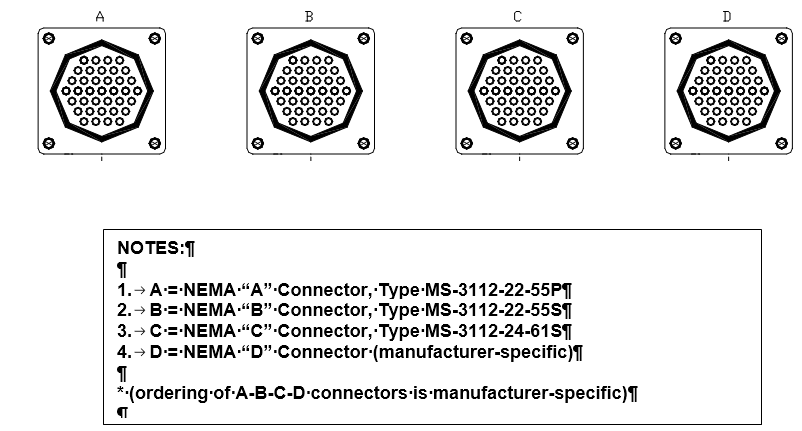 A B C D
NOTES:¶
¶
1.→A·=·NEMA·“A”·Connector,·Type·MS-3112-22-55P¶
2.→B·=·NEMA·“B”·Connector,·Type·MS-3112-22-55S¶
3.→C·=·NEMA·“C”·Connector,·Type·MS-3112-24-61S¶
4.→D·=·NEMA·“D”·Connector·(manufacturer-specific)¶
¶
*·(ordering·of·A-B-C-D·connectors·is·manufacturer-specific)¶
¶